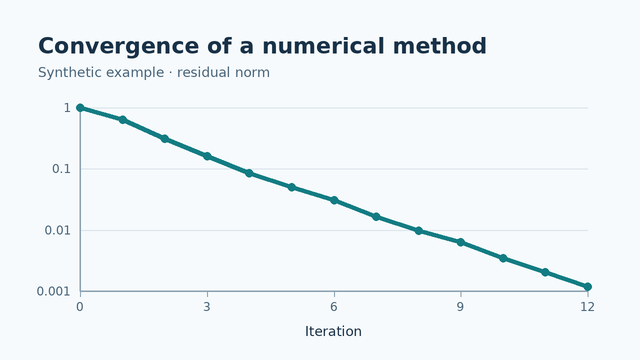 Convergence of a numerical method
Synthetic example · residual norm
1
0.1
0.01
0.001
0 3 6 9 12
Iteration